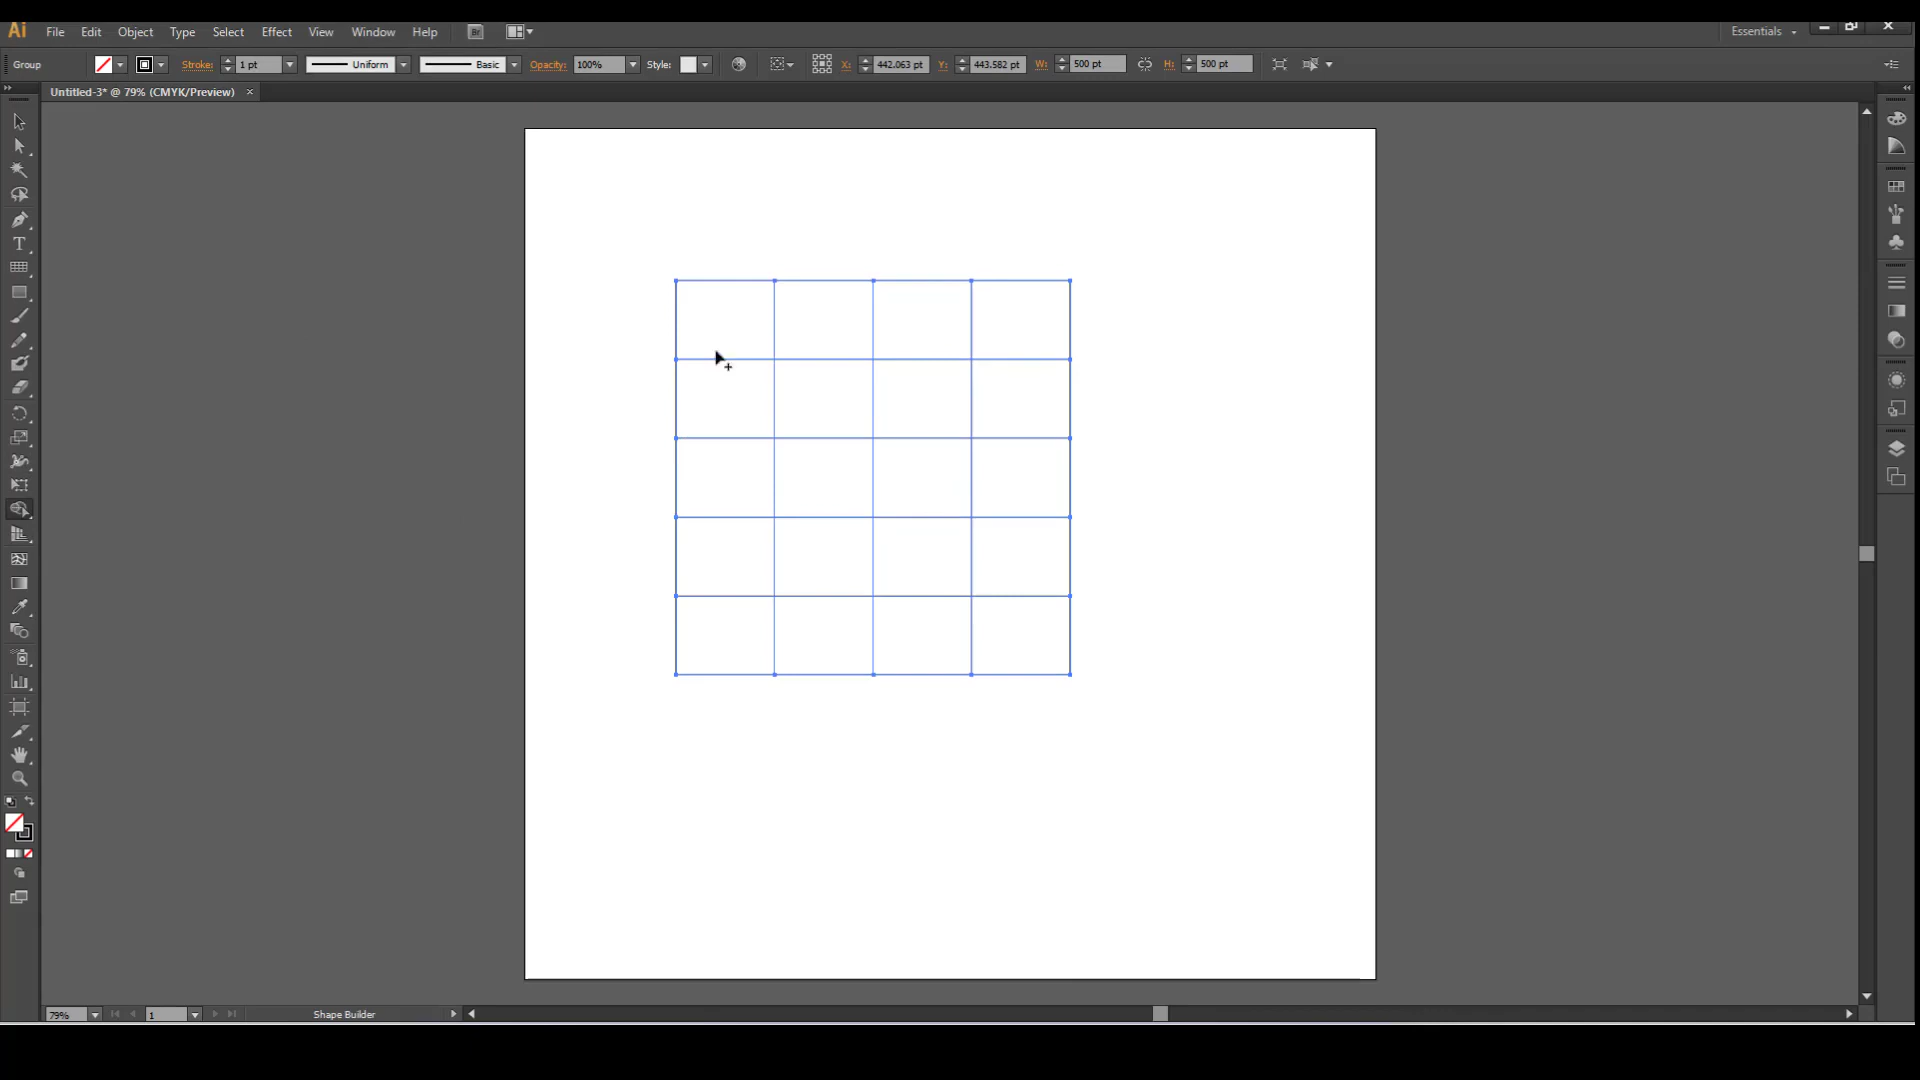 Ai File Edit Object Type Select Effect View Window Help Br Essentials
Group Stroke: 1 pt Uniform Basic Opacity: 100% Style: X: 442.063 pt Y: 443.582 pt W: 500 pt H: 500 pt
Untitled-3* @ 79% (CMYK/Preview) ×
T
79% 1 Shape Builder